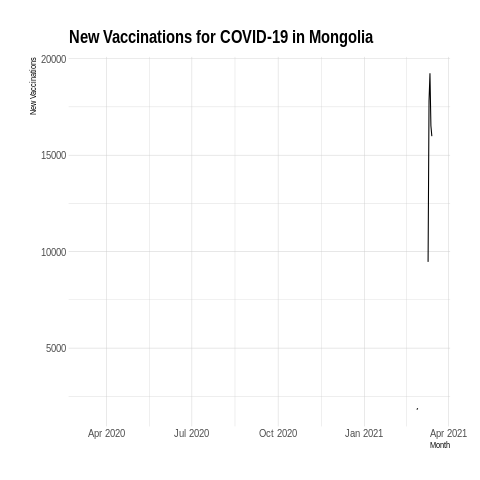 New Vaccinations for COVID-19 in Mongolia
New Vaccinations
20000
15000
10000
5000
Apr 2020 Jul 2020 Oct 2020 Jan 2021 Apr 2021
Month